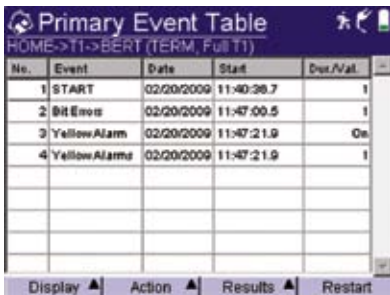 Primary Event Table
HOME->T1->BERT (TERM, Full T1)
No. Event Date Start Dur./Val.
1 START 02/20/2009 11:40:36.7 1
2 Bit Errors 02/20/2009 11:47:00.5 1
3 Yellow Alarm 02/20/2009 11:47:21.9 On
4 Yellow Alarms 02/20/2009 11:47:21.9 1
Display Action Results Restart